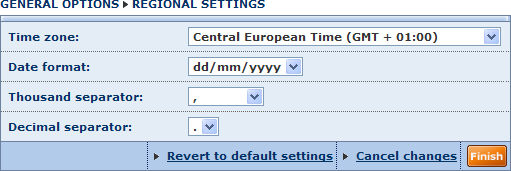 GENERAL OPTIONS ▸ REGIONAL SETTINGS
Time zone: Central European Time (GMT + 01:00)
Date format: dd/mm/yyyy
Thousand separator: ,
Decimal separator: .
▸ Revert to default settings ▸ Cancel changes Finish